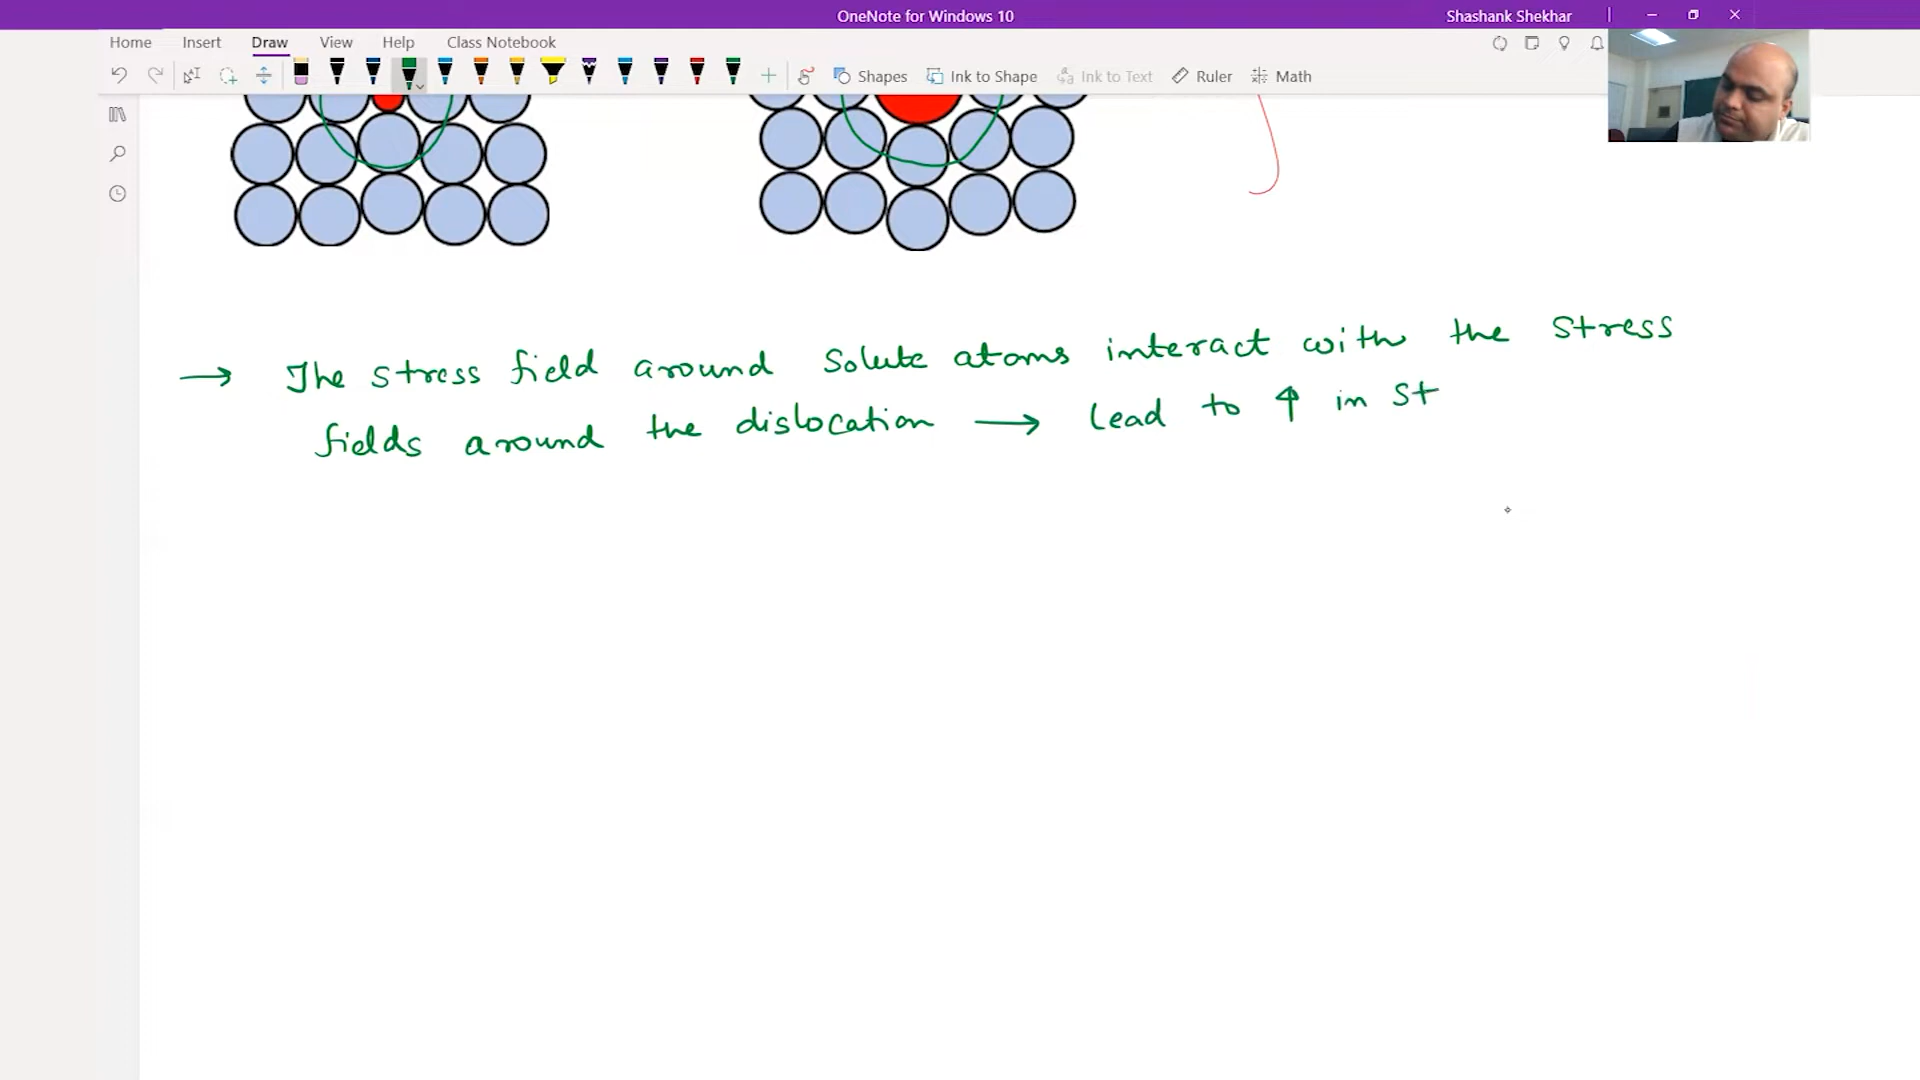 OneNote for Windows 10
Shashank Shekhar
Home Insert Draw View Help Class Notebook
Shapes Ink to Shape Ink to Text Ruler Math
→ The stress field around solute atoms interact with the stress
fields around the dislocation → lead to ↑ in St